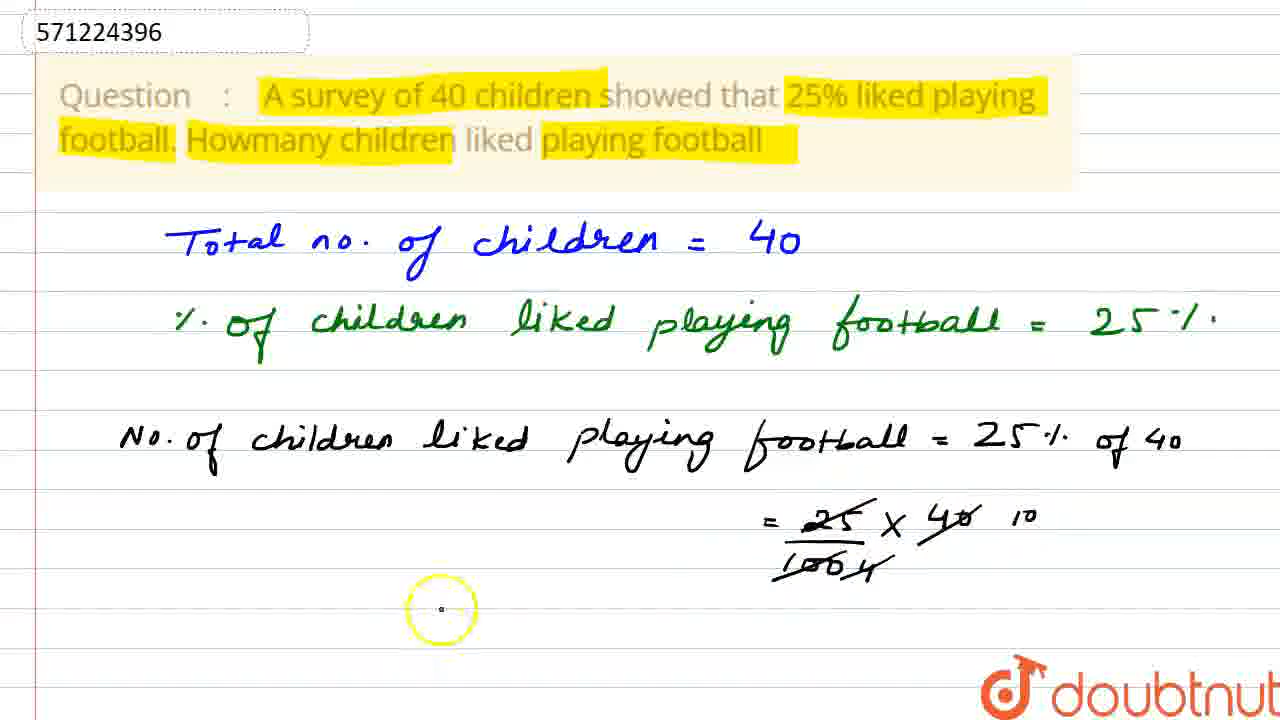 571224396
Question : A survey of 40 children showed that 25% liked playing
football. Howmany children liked playing football
Total no. of children = 40
% of children liked playing football = 25%.
No. of children liked playing football = 25% of 40
= 25 × 40 10
100 4
doubtnut